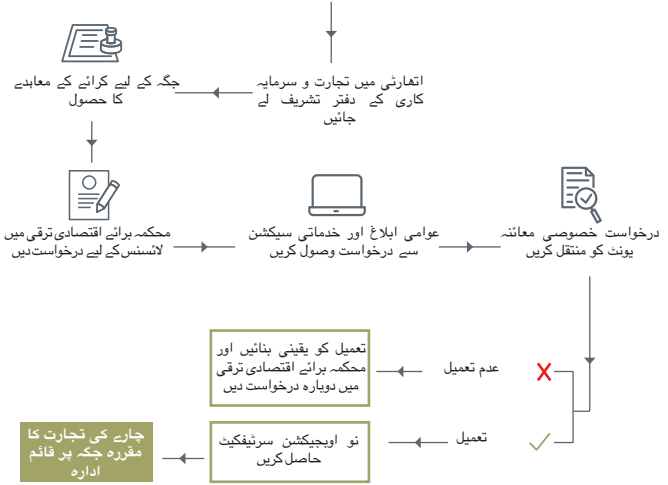 اتھارٹی میں تجارت و سرمایہ
کاری کے دفتر تشریف لے
جائیں
جگہ کے لیے کرائے کے معاہدے
کا حصول
محکمہ برائے اقتصادی ترقی میں
لائسنس کے لیے درخواست دیں
عوامی ابلاغ اور خدماتی سیکشن
سے درخواست وصول کریں
درخواست خصوصی معائنہ
یونٹ کو منتقل کریں
عدم تعمیل
تعمیل کو یقینی بنائیں اور
محکمہ برائے اقتصادی ترقی
میں دوبارہ درخواست دیں
تعمیل
نو اوبجیکشن سرٹیفکیٹ
حاصل کریں
چارے کی تجارت کا
مقررہ جگہ پر قائم
ادارہ